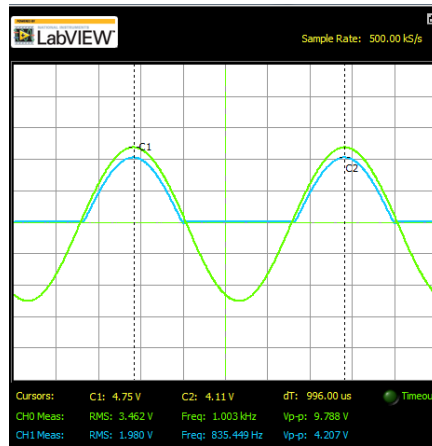 LabVIEW™
Sample Rate: 500.00 kS/s
C1
C2
Cursors: C1: 4.75 V C2: 4.11 V dT: 996.00 us Timeou
CH0 Meas: RMS: 3.462 V Freq: 1.003 kHz Vp-p: 9.788 V
CH1 Meas: RMS: 1.980 V Freq: 835.449 Hz Vp-p: 4.207 V